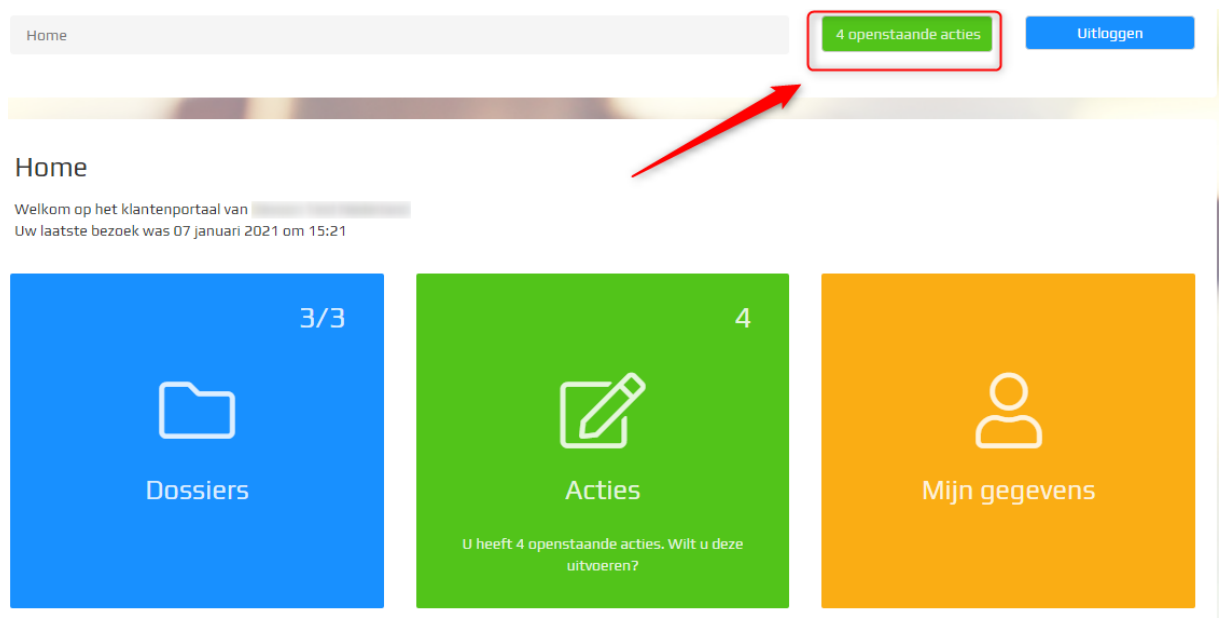 Home
4 openstaande acties
Uitloggen
Home
Welkom op het klantenportaal van
Uw laatste bezoek was 07 januari 2021 om 15:21
3/3
Dossiers
4
Acties
U heeft 4 openstaande acties. Wilt u deze
uitvoeren?
Mijn gegevens